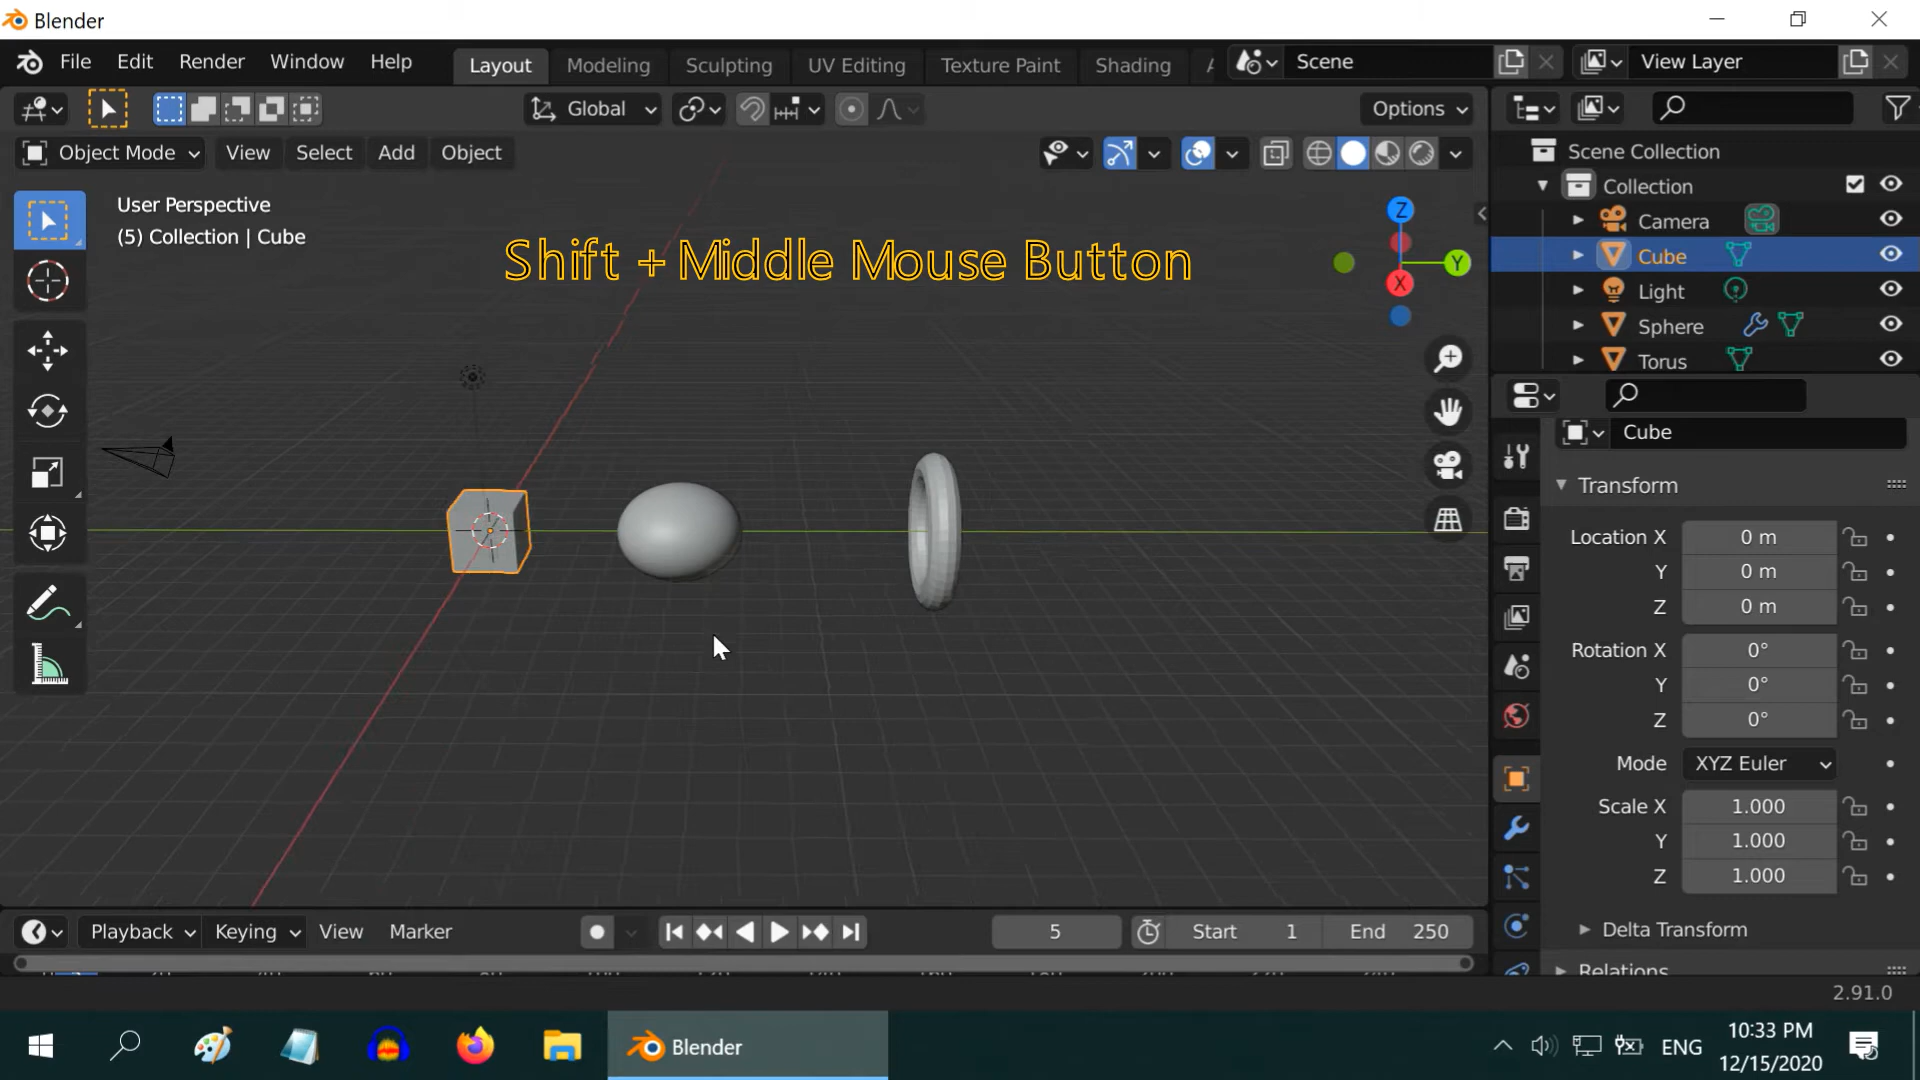 Blender
File Edit Render Window Help Layout Modeling Sculpting UV Editing Texture Paint Shading Scene View Layer
Global Options
Object Mode View Select Add Object
User Perspective
(5) Collection | Cube
Shift + Middle Mouse Button
Z
Y
X
Scene Collection
Collection
Camera
Cube
Light
Sphere
Torus
Cube
Transform
Location X 0 m
Y 0 m
Z 0 m
Rotation X 0°
Y 0°
Z 0°
Mode XYZ Euler
Scale X 1.000
Y 1.000
Z 1.000
Delta Transform
Relations
Playback Keying View Marker 5 Start 1 End 250
2.91.0
Blender
ENG
10:33 PM
12/15/2020